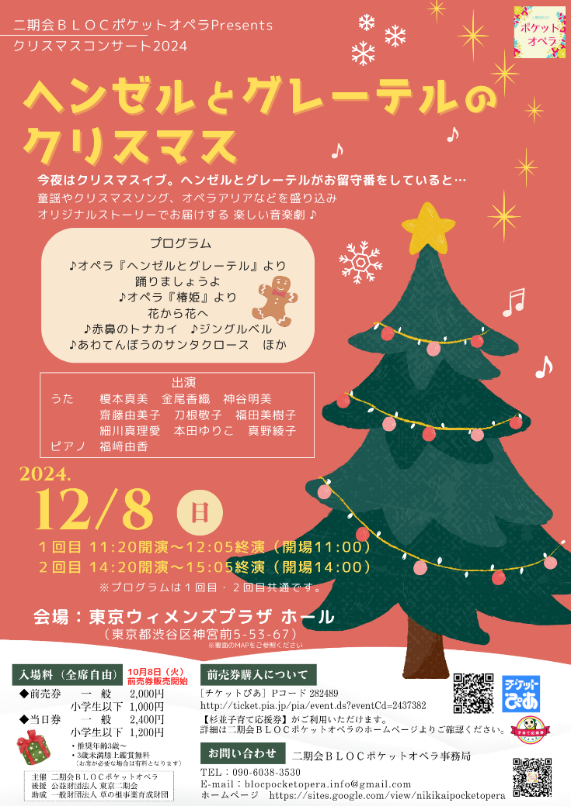 二期会ＢＬＯＣポケットオペラPresents
クリスマスコンサート2024
ポケット
オペラ
ヘンゼルとグレーテルの
クリスマス
今夜はクリスマスイブ。ヘンゼルとグレーテルがお留守番をしていると…
童謡やクリスマスソング、オペラアリアなどを盛り込み
オリジナルストーリーでお届けする 楽しい音楽劇♪
プログラム
♪オペラ『ヘンゼルとグレーテル』より
踊りましょうよ
♪オペラ『椿姫』より
花から花へ
♪赤鼻のトナカイ ♪ジングルベル
♪あわてんぼうのサンタクロース ほか
出演
うた 榎本真美 金尾香織 神谷明美
齋藤由美子 刀根敬子 福田美樹子
細川真理愛 本田ゆりこ 真野綾子
ピアノ 福﨑由香
2024.
12/8 日
１回目 11:20開演～12:05終演（開場11:00）
２回目 14:20開演～15:05終演（開場14:00）
※プログラムは１回目・２回目共通です。
会場：東京ウィメンズプラザ ホール
（東京都渋谷区神宮前5-53-67）
※裏面のMAPをご参照ください
入場料（全席自由）
10月8日（火）
前売券販売開始
◆前売券 一 般 2,000円
小学生以下 1,000円
◆当日券 一 般 2,400円
小学生以下 1,200円
・推奨年齢3歳～
・3歳未満膝上鑑賞無料
（お席が必要な場合は有料となります）
主催 二期会ＢＬＯＣポケットオペラ
後援 公益財団法人 東京二期会
助成 一般財団法人 草の根事業育成財団
前売券購入について
［チケットぴあ］Pコード 282489
http://ticket.pia.jp/pia/event.ds?eventCd=2437382
【杉並子育て応援券】がご利用いただけます。
詳細は二期会ＢＬＯＣポケットオペラのホームページよりご確認ください。
チケット
ぴあ
お問い合わせ
二期会ＢＬＯＣポケットオペラ事務局
TEL：090-6038-3530
E-mail：blocpocketopera.info@gmail.com
ホームページ https://sites.google.com/view/nikikaipocketopera